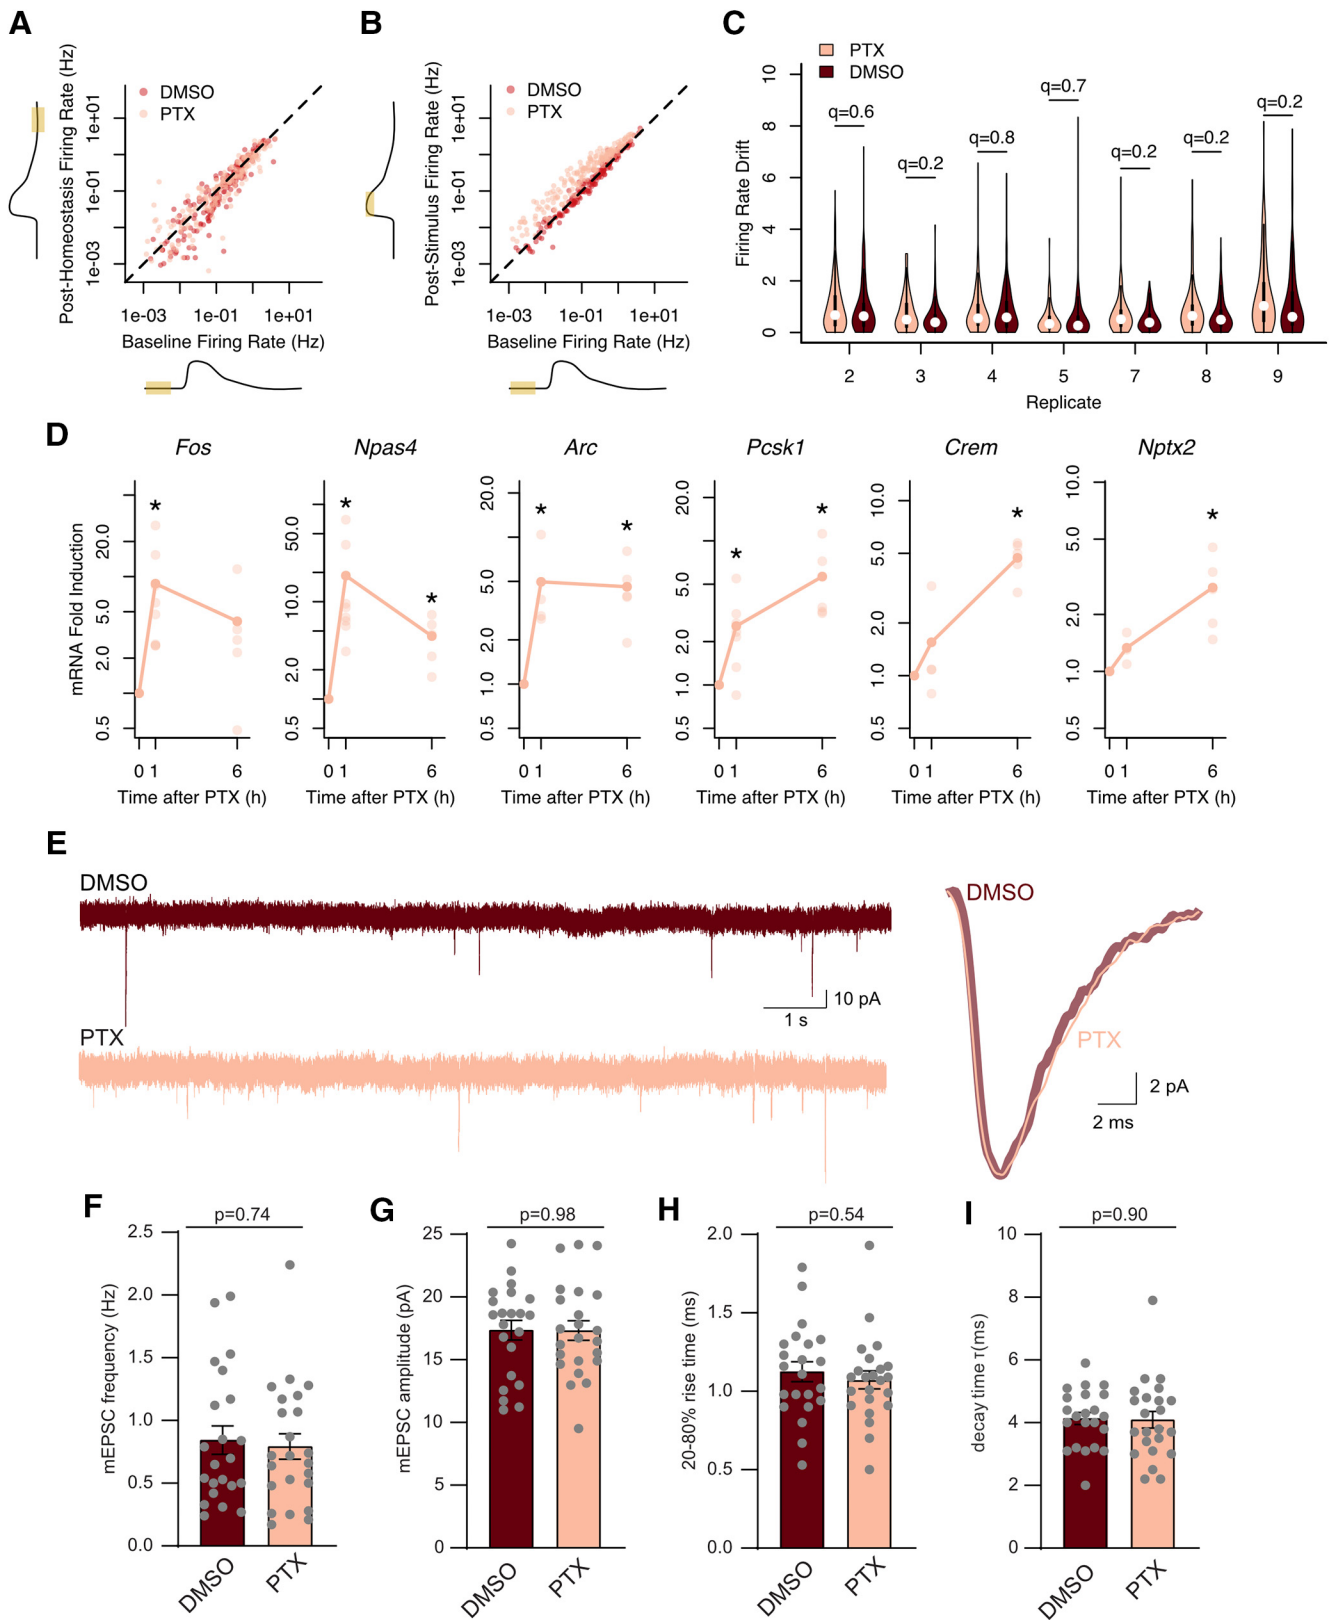 A
Post-Homeostasis Firing Rate (Hz)
1e+01
1e-01
1e-03
DMSO
PTX
1e-03 1e-01 1e+01
Baseline Firing Rate (Hz)
B
Post-Stimulus Firing Rate (Hz)
1e+01
1e-01
1e-03
DMSO
PTX
1e-03 1e-01 1e+01
Baseline Firing Rate (Hz)
C
PTX
DMSO
Firing Rate Drift
10
8
6
4
2
0
q=0.6
q=0.2
q=0.8
q=0.7
q=0.2
q=0.2
q=0.2
2 3 4 5 7 8 9
Replicate
D
mRNA Fold Induction
Fos
20.0
5.0
2.0
0.5
*
0 1 6
Time after PTX (h)
Npas4
50.0
10.0
2.0
0.5
*
*
0 1 6
Time after PTX (h)
Arc
20.0
5.0
2.0
1.0
0.5
*
*
0 1 6
Time after PTX (h)
Pcsk1
20.0
5.0
2.0
1.0
0.5
*
*
0 1 6
Time after PTX (h)
Crem
10.0
5.0
2.0
1.0
0.5
*
0 1 6
Time after PTX (h)
Nptx2
10.0
5.0
2.0
1.0
0.5
*
0 1 6
Time after PTX (h)
E
DMSO
10 pA
1 s
PTX
DMSO
PTX
2 pA
2 ms
F
p=0.74
mEPSC frequency (Hz)
2.5
2.0
1.5
1.0
0.5
0.0
DMSO
PTX
G
p=0.98
mEPSC amplitude (pA)
25
20
15
10
5
0
DMSO
PTX
H
p=0.54
20-80% rise time (ms)
2.0
1.5
1.0
0.5
0.0
DMSO
PTX
I
p=0.90
decay time τ(ms)
10
8
6
4
2
0
DMSO
PTX